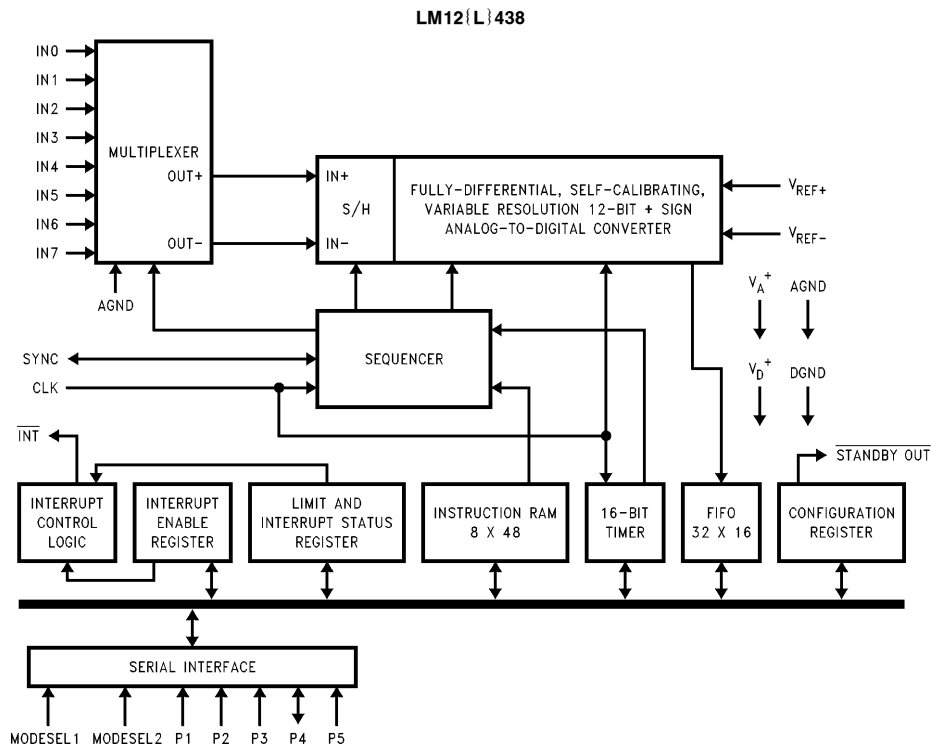 LM12{L}438
IN0
IN1
IN2
IN3
IN4
IN5
IN6
IN7
MULTIPLEXER
OUT+
OUT−
AGND
IN+
S/H
IN−
FULLY-DIFFERENTIAL, SELF-CALIBRATING,
VARIABLE RESOLUTION 12-BIT + SIGN
ANALOG-TO-DIGITAL CONVERTER
VREF+
VREF−
VA+
AGND
VD+
DGND
SYNC
CLK
SEQUENCER
INT
STANDBY OUT
INTERRUPT
CONTROL
LOGIC
INTERRUPT
ENABLE
REGISTER
LIMIT AND
INTERRUPT STATUS
REGISTER
INSTRUCTION RAM
8 X 48
16-BIT
TIMER
FIFO
32 X 16
CONFIGURATION
REGISTER
SERIAL INTERFACE
MODESEL1 MODESEL2 P1 P2 P3 P4 P5